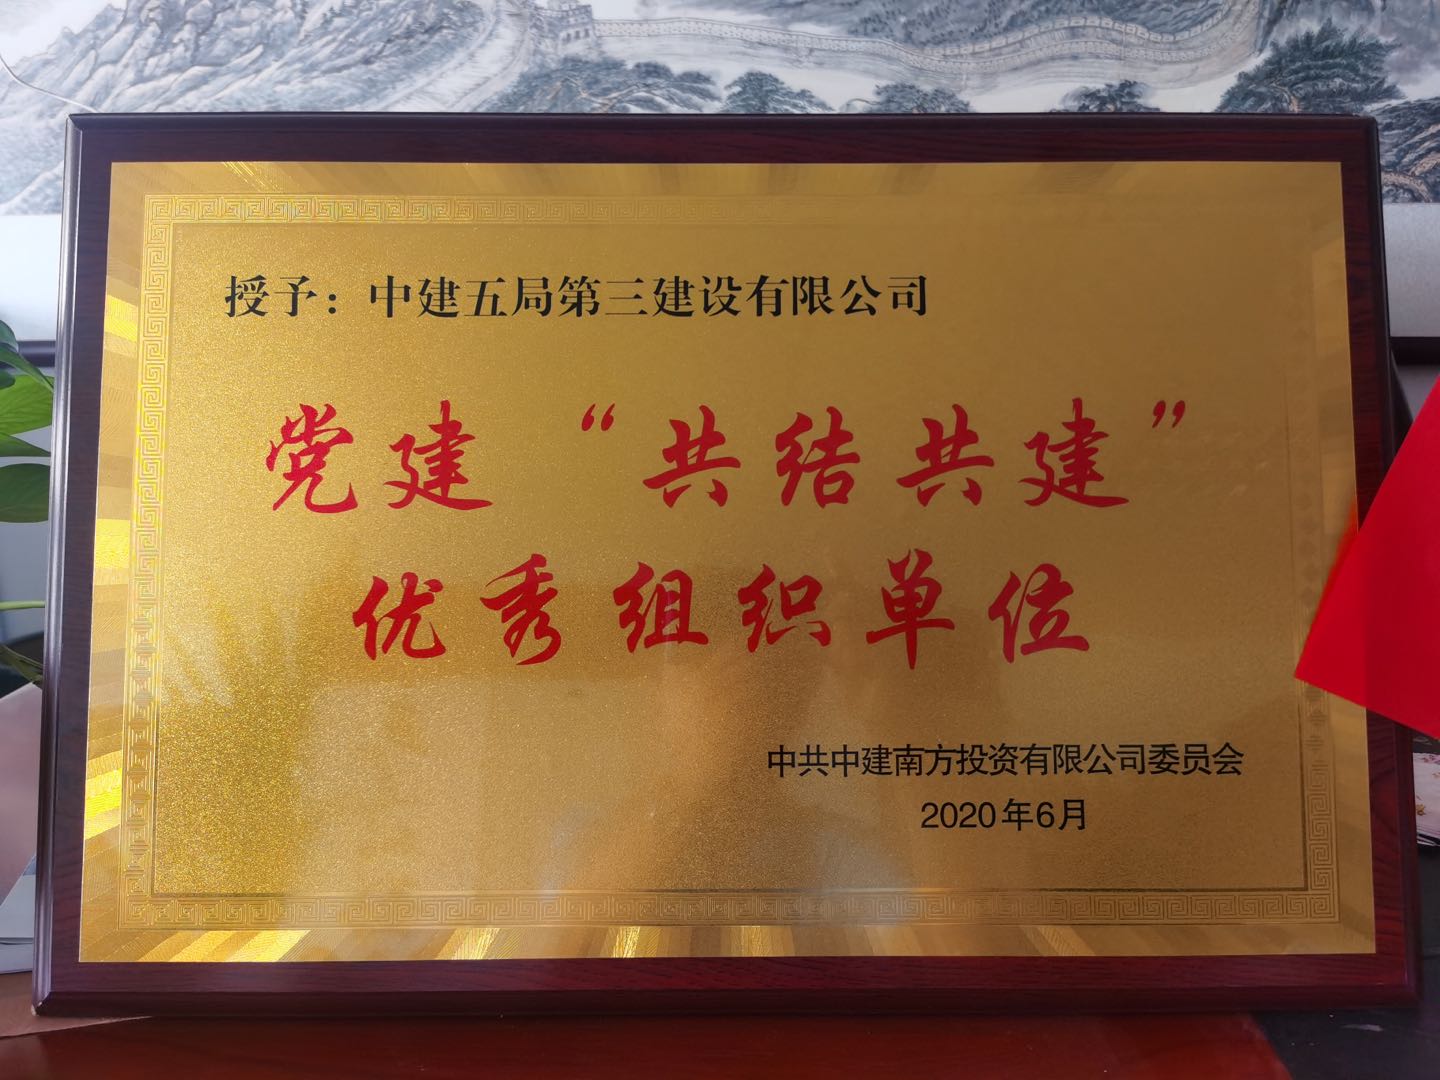 授予：中建五局第三建设有限公司
党建“共结共建”
优秀组织单位
中共中建南方投资有限公司委员会
2020年6月